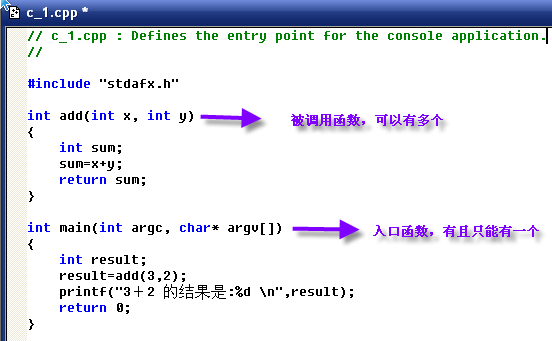 c_1.cpp *
// c_1.cpp : Defines the entry point for the console application.
//
#include "stdafx.h"
int add(int x, int y) 被调用函数，可以有多个
{
int sum;
sum=x+y;
return sum;
}
int main(int argc, char* argv[]) 入口函数，有且只能有一个
{
int result;
result=add(3,2);
printf("3＋2 的结果是:%d \n",result);
return 0;
}